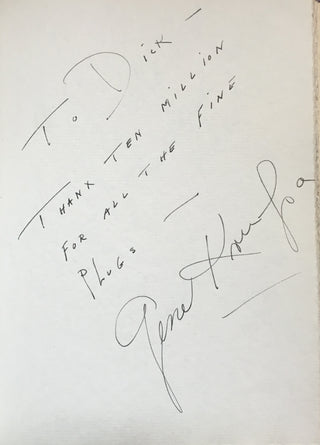 To Dick —
Thanx Ten Million
For all the Fine
Plugs —
Gene Krupa